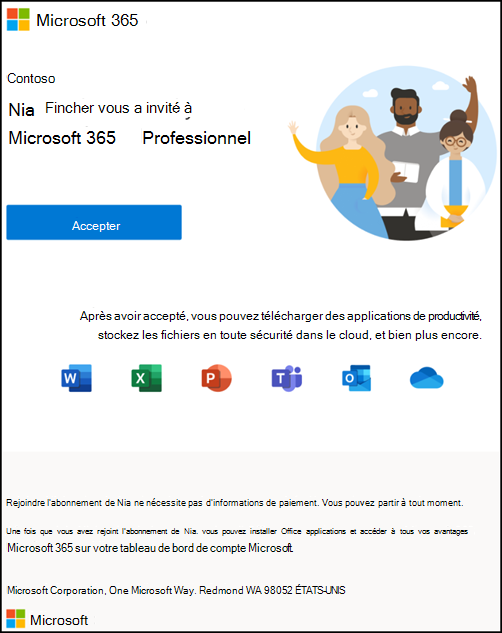 Microsoft 365
Contoso
Nia Fincher vous a invité à
Microsoft 365 Professionnel
Accepter
Après avoir accepté, vous pouvez télécharger des applications de productivité,
stockez les fichiers en toute sécurité dans le cloud, et bien plus encore.
W X P T O
Rejoindre l'abonnement de Nia ne nécessite pas d'informations de paiement. Vous pouvez partir à tout moment.
Une fois que vous avez rejoint l'abonnement de Nia. vous pouvez installer Office applications et accéder à tous vos avantages
Microsoft 365 sur votre tableau de bord de compte Microsoft.
Microsoft Corporation, One Microsoft Way. Redmond WA 98052 ÉTATS-UNIS
Microsoft